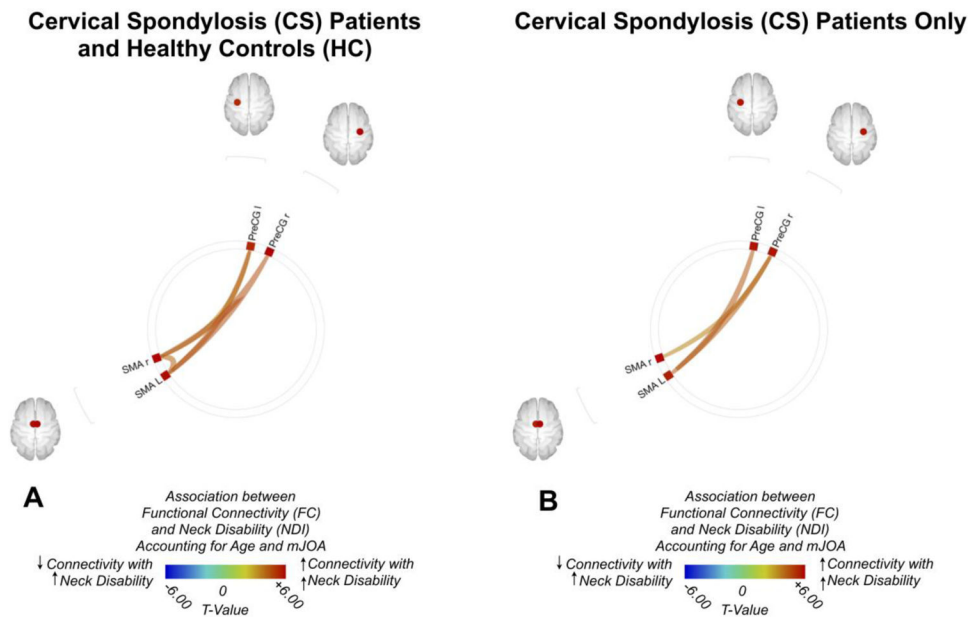 Cervical Spondylosis (CS) Patients
and Healthy Controls (HC)
Cervical Spondylosis (CS) Patients Only
PreCG l
PreCG r
SMA r
SMA L
PreCG l
PreCG r
SMA r
SMA L
A
Association between
Functional Connectivity (FC)
and Neck Disability (NDI)
Accounting for Age and mJOA
↓ Connectivity with
↑ Neck Disability
↑ Connectivity with
↑ Neck Disability
-6.00
0
+6.00
T-Value
B
Association between
Functional Connectivity (FC)
and Neck Disability (NDI)
Accounting for Age and mJOA
↓ Connectivity with
↑ Neck Disability
↑ Connectivity with
↑ Neck Disability
-6.00
0
+6.00
T-Value